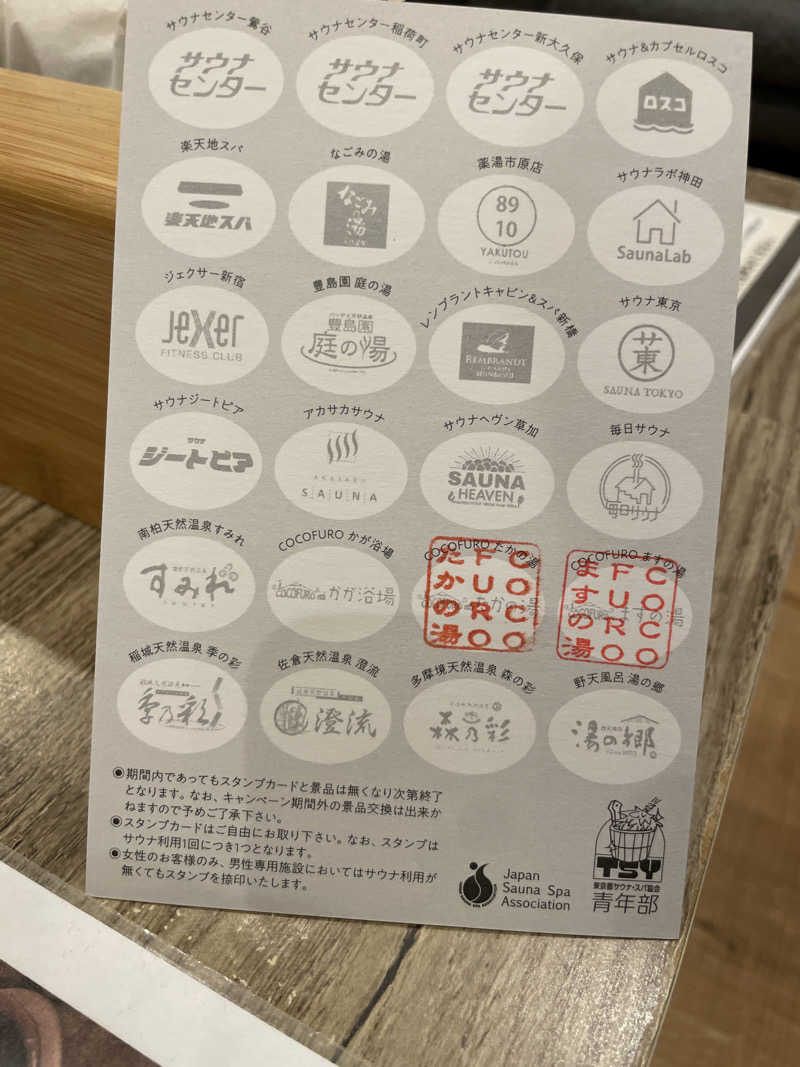 サウナセンター鶯谷
サウナセンター稲荷町
サウナセンター新大久保
サウナ&カプセルロスコ
サウナ
センター
サウナ
センター
サウナ
センター
ロスコ
楽天地スパ
なごみの湯
薬湯市原店
サウナラボ神田
楽天地スパ
なごみの湯
89
10
YAKUTOU
SaunaLab
ジェクサー新宿
豊島園 庭の湯
レンブラントキャビン&スパ新橋
サウナ東京
JEXER
FITNESS CLUB
豊島園
庭の湯
REMBRANDT
サ東
SAUNA TOKYO
サウナジートピア
アカサカサウナ
サウナヘヴン草加
毎日サウナ
サウナ
ジートピア
AKASAKA
SAUNA
SAUNA
HEAVEN
毎日サウナ
南柏天然温泉すみれ
COCOFURO かが浴場
COCOFURO たかの湯
COCOFURO ますの湯
すみれ
COCOFURO かが浴場
COCOFURO たかの湯
COCOFURO ますの湯
稲城天然温泉 季の彩
佐倉天然温泉 澄流
多摩境天然温泉 森の彩
野天風呂 湯の郷
季乃彩
澄流
森乃彩
湯の郷
◉期間内であってもスタンプカードと景品は無くなり次第終了
となります。なお、キャンペーン期間外の景品交換は出来か
ねますので予めご了承下さい。
◉スタンプカードはご自由にお取り下さい。なお、スタンプは
サウナ利用1回につき1つとなります。
◉女性のお客様のみ、男性専用施設においてはサウナ利用が
無くてもスタンプを捺印いたします。
Japan
Sauna Spa
Association
TSY
東京都サウナ・スパ協会
青年部